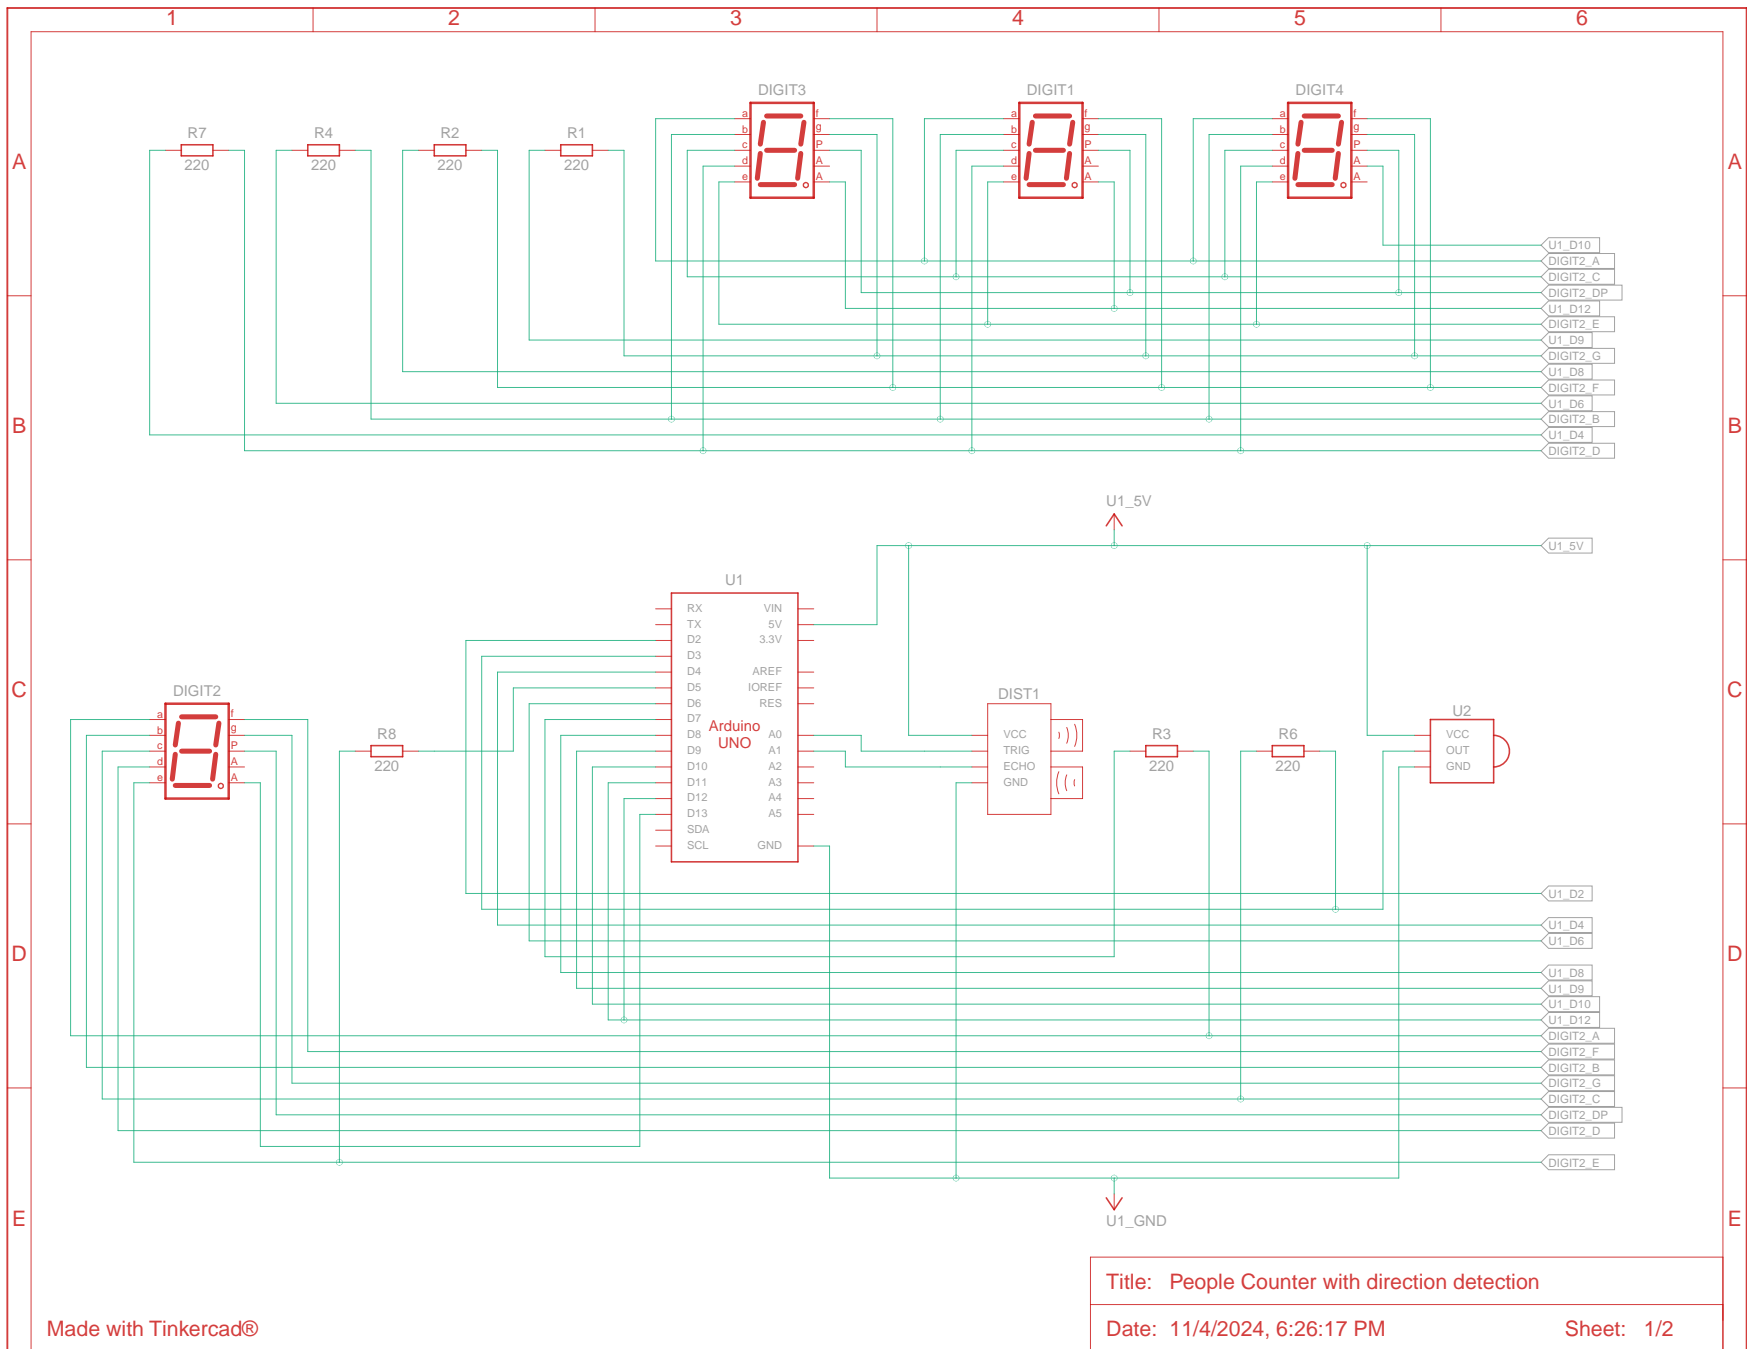 1 2 3 4 5 6
DIGIT3 DIGIT1 DIGIT4
R7 R4 R2 R1
220 220 220 220
a f a f a f
b g b g b g
c P c P c P
d A d A d A
e A e A e A
A A
U1_D10
DIGIT2_A
DIGIT2_C
DIGIT2_DP
U1_D12
DIGIT2_E
U1_D9
DIGIT2_G
U1_D8
DIGIT2_F
U1_D6
DIGIT2_B
U1_D4
DIGIT2_D
B B
U1_5V
U1_5V
U1
RX VIN
TX 5V
D2 3.3V
D3
D4 AREF
D5 IOREF
D6 RES
D7
D8 A0
D9 A1
D10 A2
D11 A3
D12 A4
D13 A5
SDA
SCL GND
Arduino
UNO
C C
DIGIT2
a f
b g
c P
d A
e A
R8
220
DIST1
VCC
TRIG
ECHO
GND
R3
220
R6
220
U2
VCC
OUT
GND
U1_D2
U1_D4
U1_D6
U1_D8
U1_D9
U1_D10
U1_D12
DIGIT2_A
DIGIT2_F
DIGIT2_B
DIGIT2_G
DIGIT2_C
DIGIT2_DP
DIGIT2_D
DIGIT2_E
D D
U1_GND
E E
Title: People Counter with direction detection
Made with Tinkercad®
Date: 11/4/2024, 6:26:17 PM Sheet: 1/2